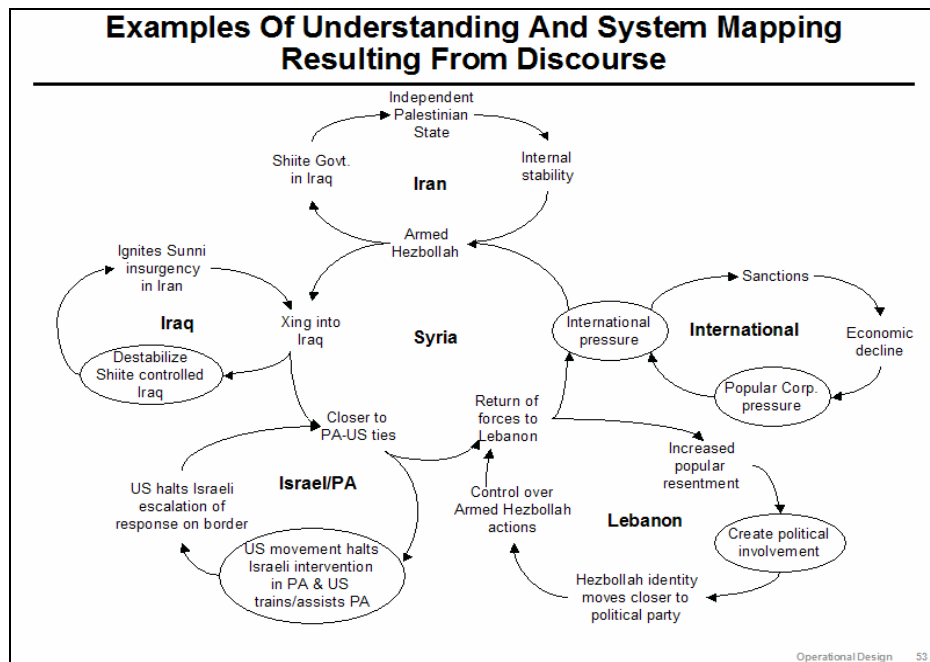 Examples Of Understanding And System Mapping
Resulting From Discourse
Independent
Palestinian
State
Shiite Govt.
in Iraq
Internal
stability
Iran
Armed
Hezbollah
Ignites Sunni
insurgency
in Iran
Iraq
Xing into
Iraq
Destabilize
Shiite controlled
Iraq
Syria
Sanctions
International
pressure
International
Economic
decline
Popular Corp.
pressure
Closer to
PA-US ties
Return of
forces to
Lebanon
Increased
popular
resentment
US halts Israeli
escalation of
response on border
Israel/PA
Control over
Armed Hezbollah
actions
Lebanon
Create political
involvement
US movement halts
Israeli intervention
in PA & US
trains/assists PA
Hezbollah identity
moves closer to
political party
Operational Design 53